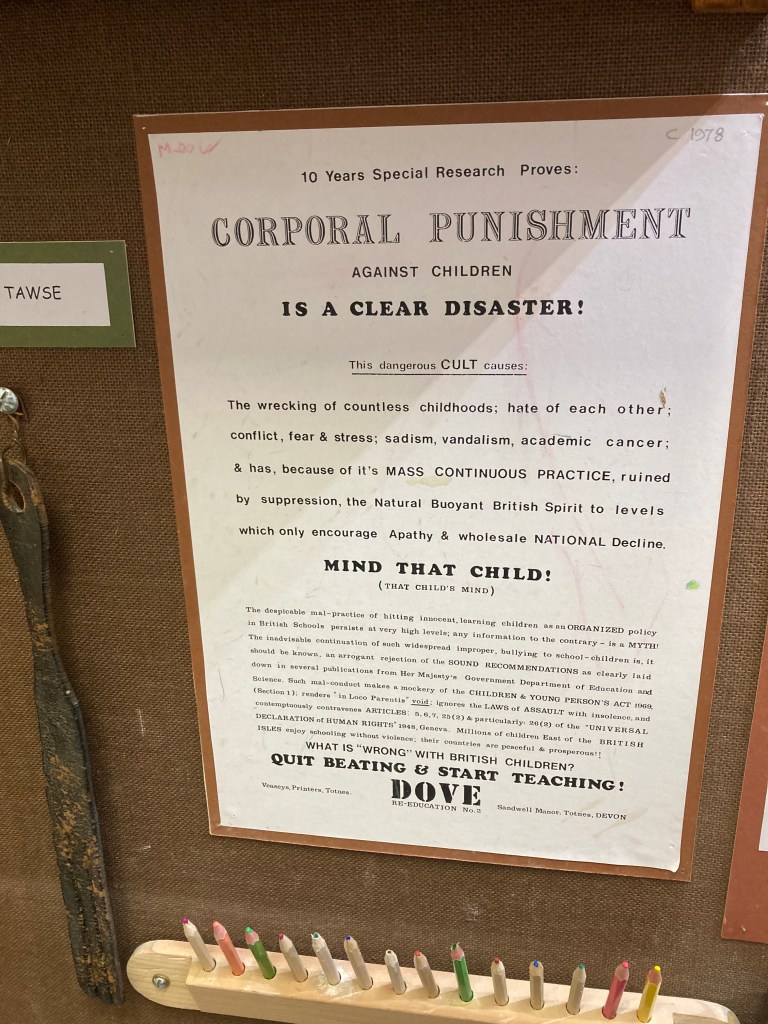 C 1978
10 Years Special Research Proves:
CORPORAL PUNISHMENT
AGAINST CHILDREN
IS A CLEAR DISASTER!
TAWSE
This dangerous CULT causes:
The wrecking of countless childhoods; hate of each other;
conflict, fear & stress; sadism, vandalism, academic cancer;
& has, because of it's MASS CONTINUOUS PRACTICE, ruined
by suppression, the Natural Buoyant British Spirit to levels
which only encourage Apathy & wholesale NATIONAL Decline.
MIND THAT CHILD!
(THAT CHILD'S MIND)
The despicable mal-practice of hitting innocent, learning children as an ORGANIZED policy
in British Schools persists at very high levels; any information to the contrary - is a MYTH!
The inadvisable continuation of such widespread improper, bullying to school-children is, it
should be known, an arrogant rejection of the SOUND RECOMMENDATIONS as clearly laid
down in several publications from Her Majesty's Government Department of Education and
Science. Such mal-conduct makes a mockery of the CHILDREN & YOUNG PERSON'S ACT 1969,
(Section 1); renders "in Loco Parentis" void; ignores the LAWS of ASSAULT with insolence, and
contemptuously contravenes ARTICLES: 5,6,7, 25(2) & particularly: 26(2) of the "UNIVERSAL
DECLARATION of HUMAN RIGHTS" 1948, Geneva. Millions of children East of the BRITISH
ISLES enjoy schooling without violence; their countries are peaceful & prosperous!!
WHAT IS "WRONG" WITH BRITISH CHILDREN?
QUIT BEATING & START TEACHING!
Veaseys, Printers, Totnes.
DOVE
RE-EDUCATION No. 2
Sandwell Manor, Totnes, DEVON